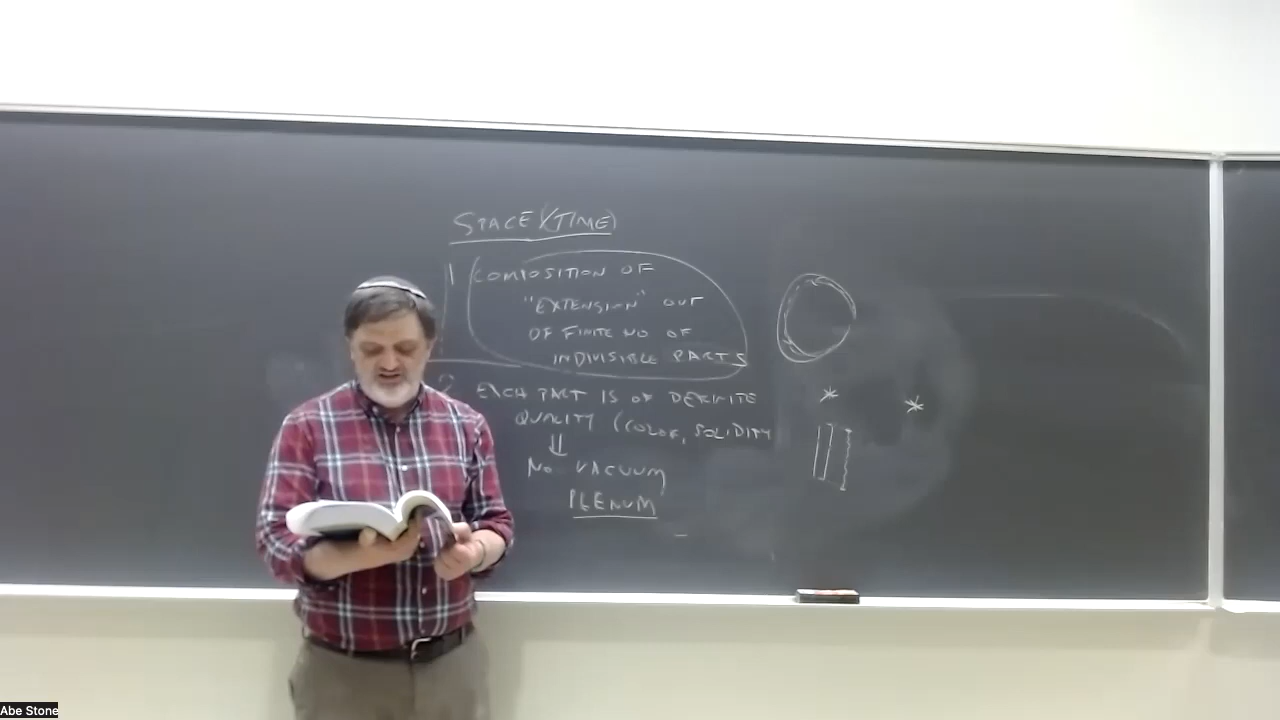 SPACE (TIME)
1 COMPOSITION OF
"EXTENSION" OUT
OF FINITE NO OF
INDIVISIBLE PARTS
2 EACH PART IS OF DEFINITE
QUALITY (COLOR, SOLIDITY
⇓
NO VACUUM
PLENUM
Abe Stone